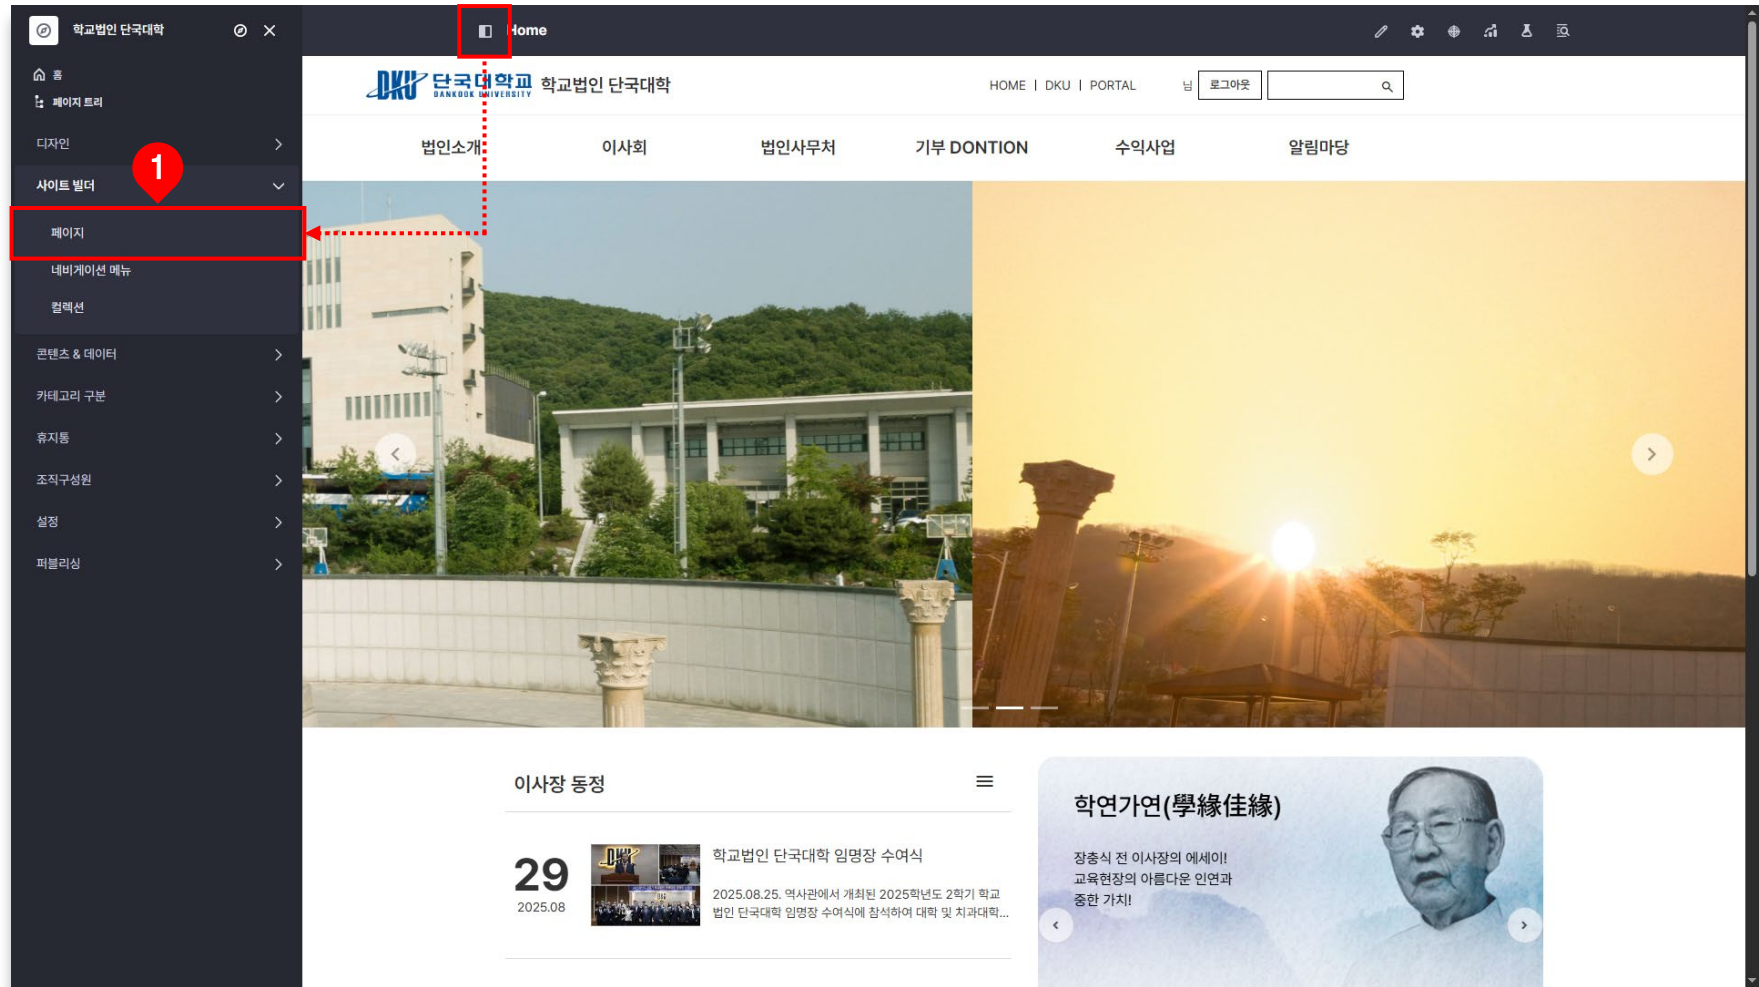 학교법인 단국대학
홈
페이지 트리
디자인
1
사이트 빌더
페이지
네비게이션 메뉴
컬렉션
콘텐츠 & 데이터
카테고리 구분
휴지통
조직구성원
설정
퍼블리싱
Home
DKU 단국대학교 학교법인 단국대학
DANKOOK UNIVERSITY
HOME | DKU | PORTAL 님 로그아웃
법인소개 이사회 법인사무처 기부 DONTION 수익사업 알림마당
이사장 동정
29
2025.08
학교법인 단국대학 임명장 수여식
2025.08.25. 역사관에서 개최된 2025학년도 2학기 학교
법인 단국대학 임명장 수여식에 참석하여 대학 및 치과대학...
학연가연(學緣佳緣)
장충식 전 이사장의 에세이!
교육현장의 아름다운 인연과
중한 가치!